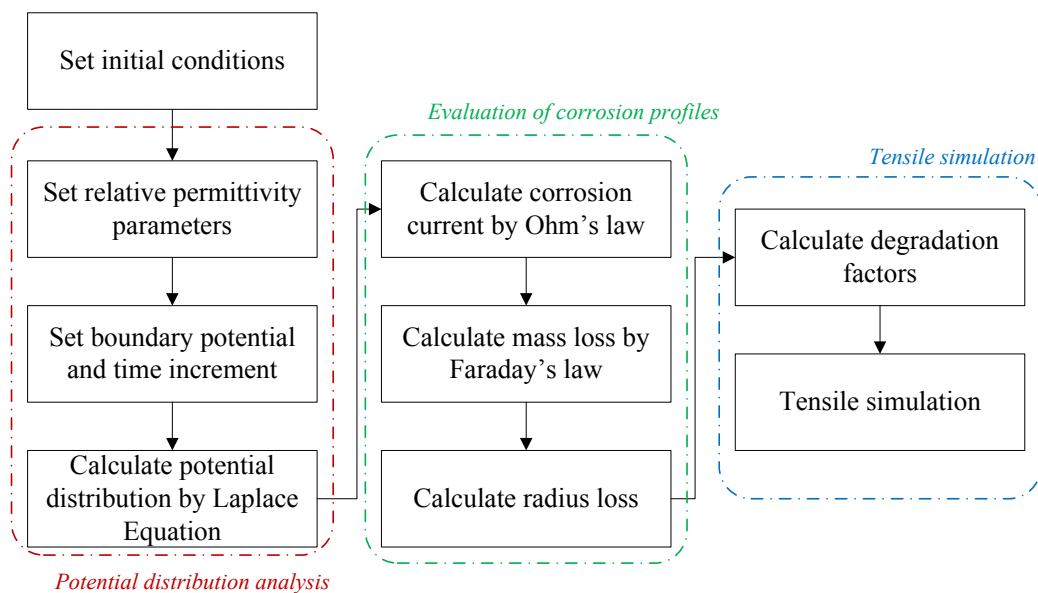 Set initial conditions
Set relative permittivity
parameters
Set boundary potential
and time increment
Calculate potential
distribution by Laplace
Equation
Potential distribution analysis
Evaluation of corrosion profiles
Calculate corrosion
current by Ohm’s law
Calculate mass loss by
Faraday’s law
Calculate radius loss
Tensile simulation
Calculate degradation
factors
Tensile simulation